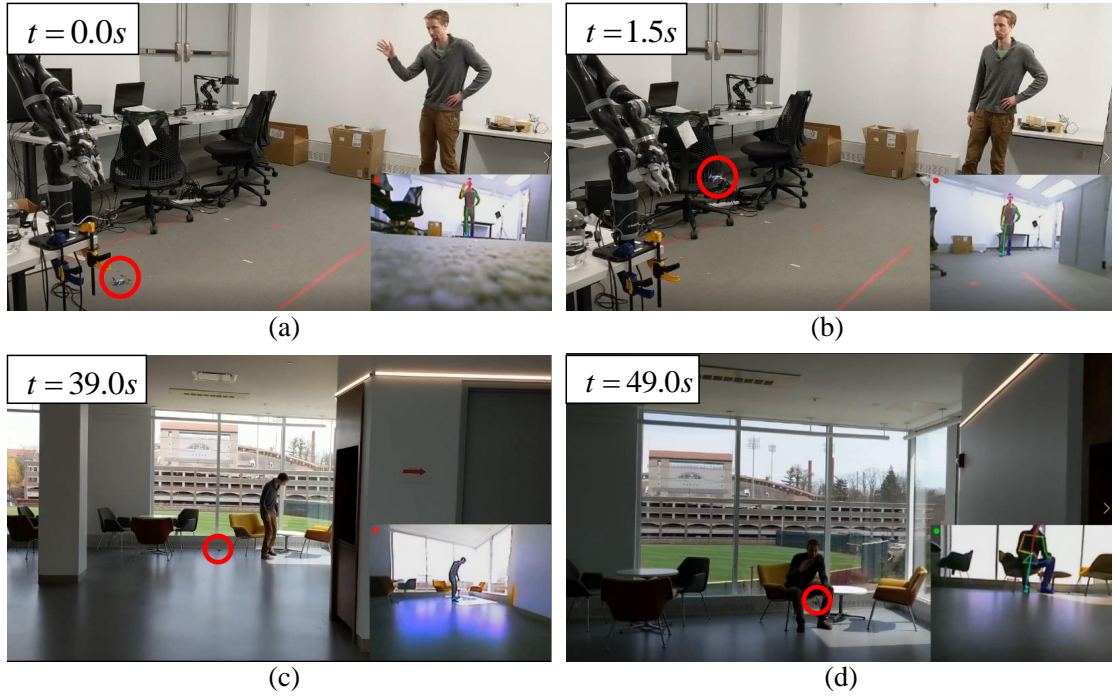 t = 0.0s
t = 1.5s
(a)
(b)
t = 39.0s
t = 49.0s
(c)
(d)